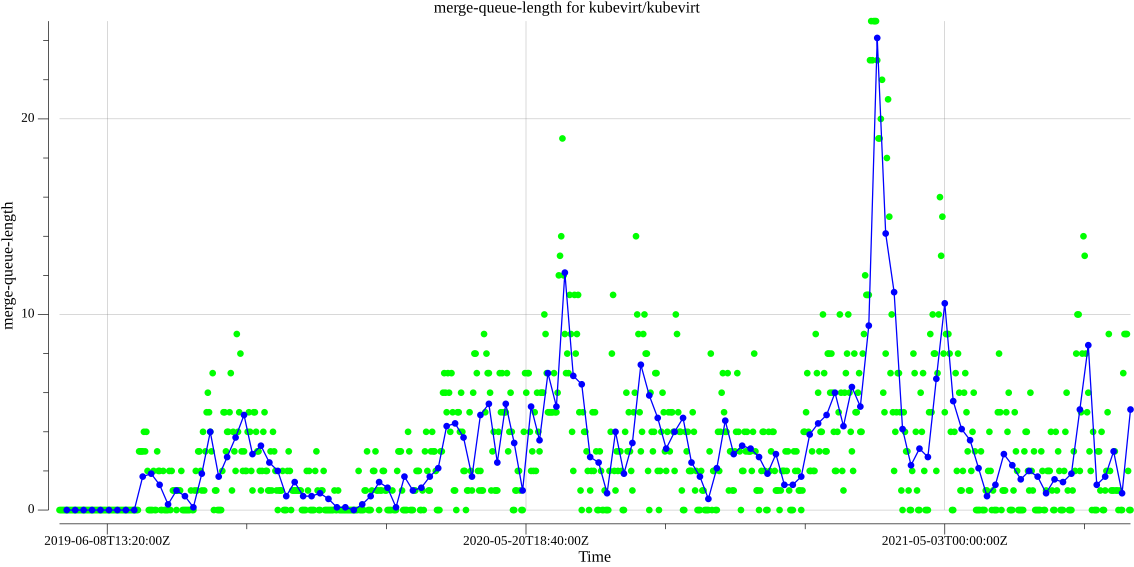 merge-queue-length for kubevirt/kubevirt
merge-queue-length
20
10
0
2019-06-08T13:20:00Z
2020-05-20T18:40:00Z
2021-05-03T00:00:00Z
Time